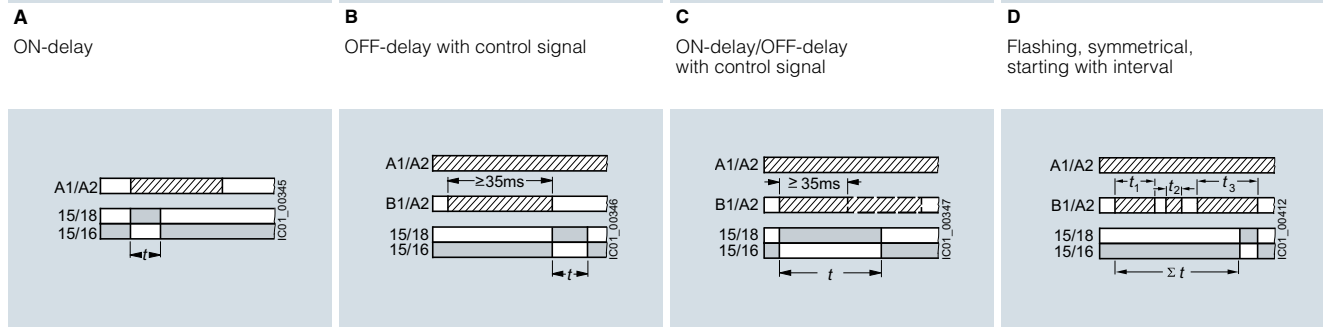 A
ON-delay
A1/A2
15/18
15/16
t
IC01_00345
B
OFF-delay with control signal
A1/A2
≥35ms
B1/A2
15/18
15/16
t
IC01_00346
C
ON-delay/OFF-delay
with control signal
A1/A2
≥ 35ms
B1/A2
15/18
15/16
t
IC01_00347
D
Flashing, symmetrical,
starting with interval
A1/A2
t₁ t₂ t₃
B1/A2
15/18
15/16
Σ t
IC01_00412